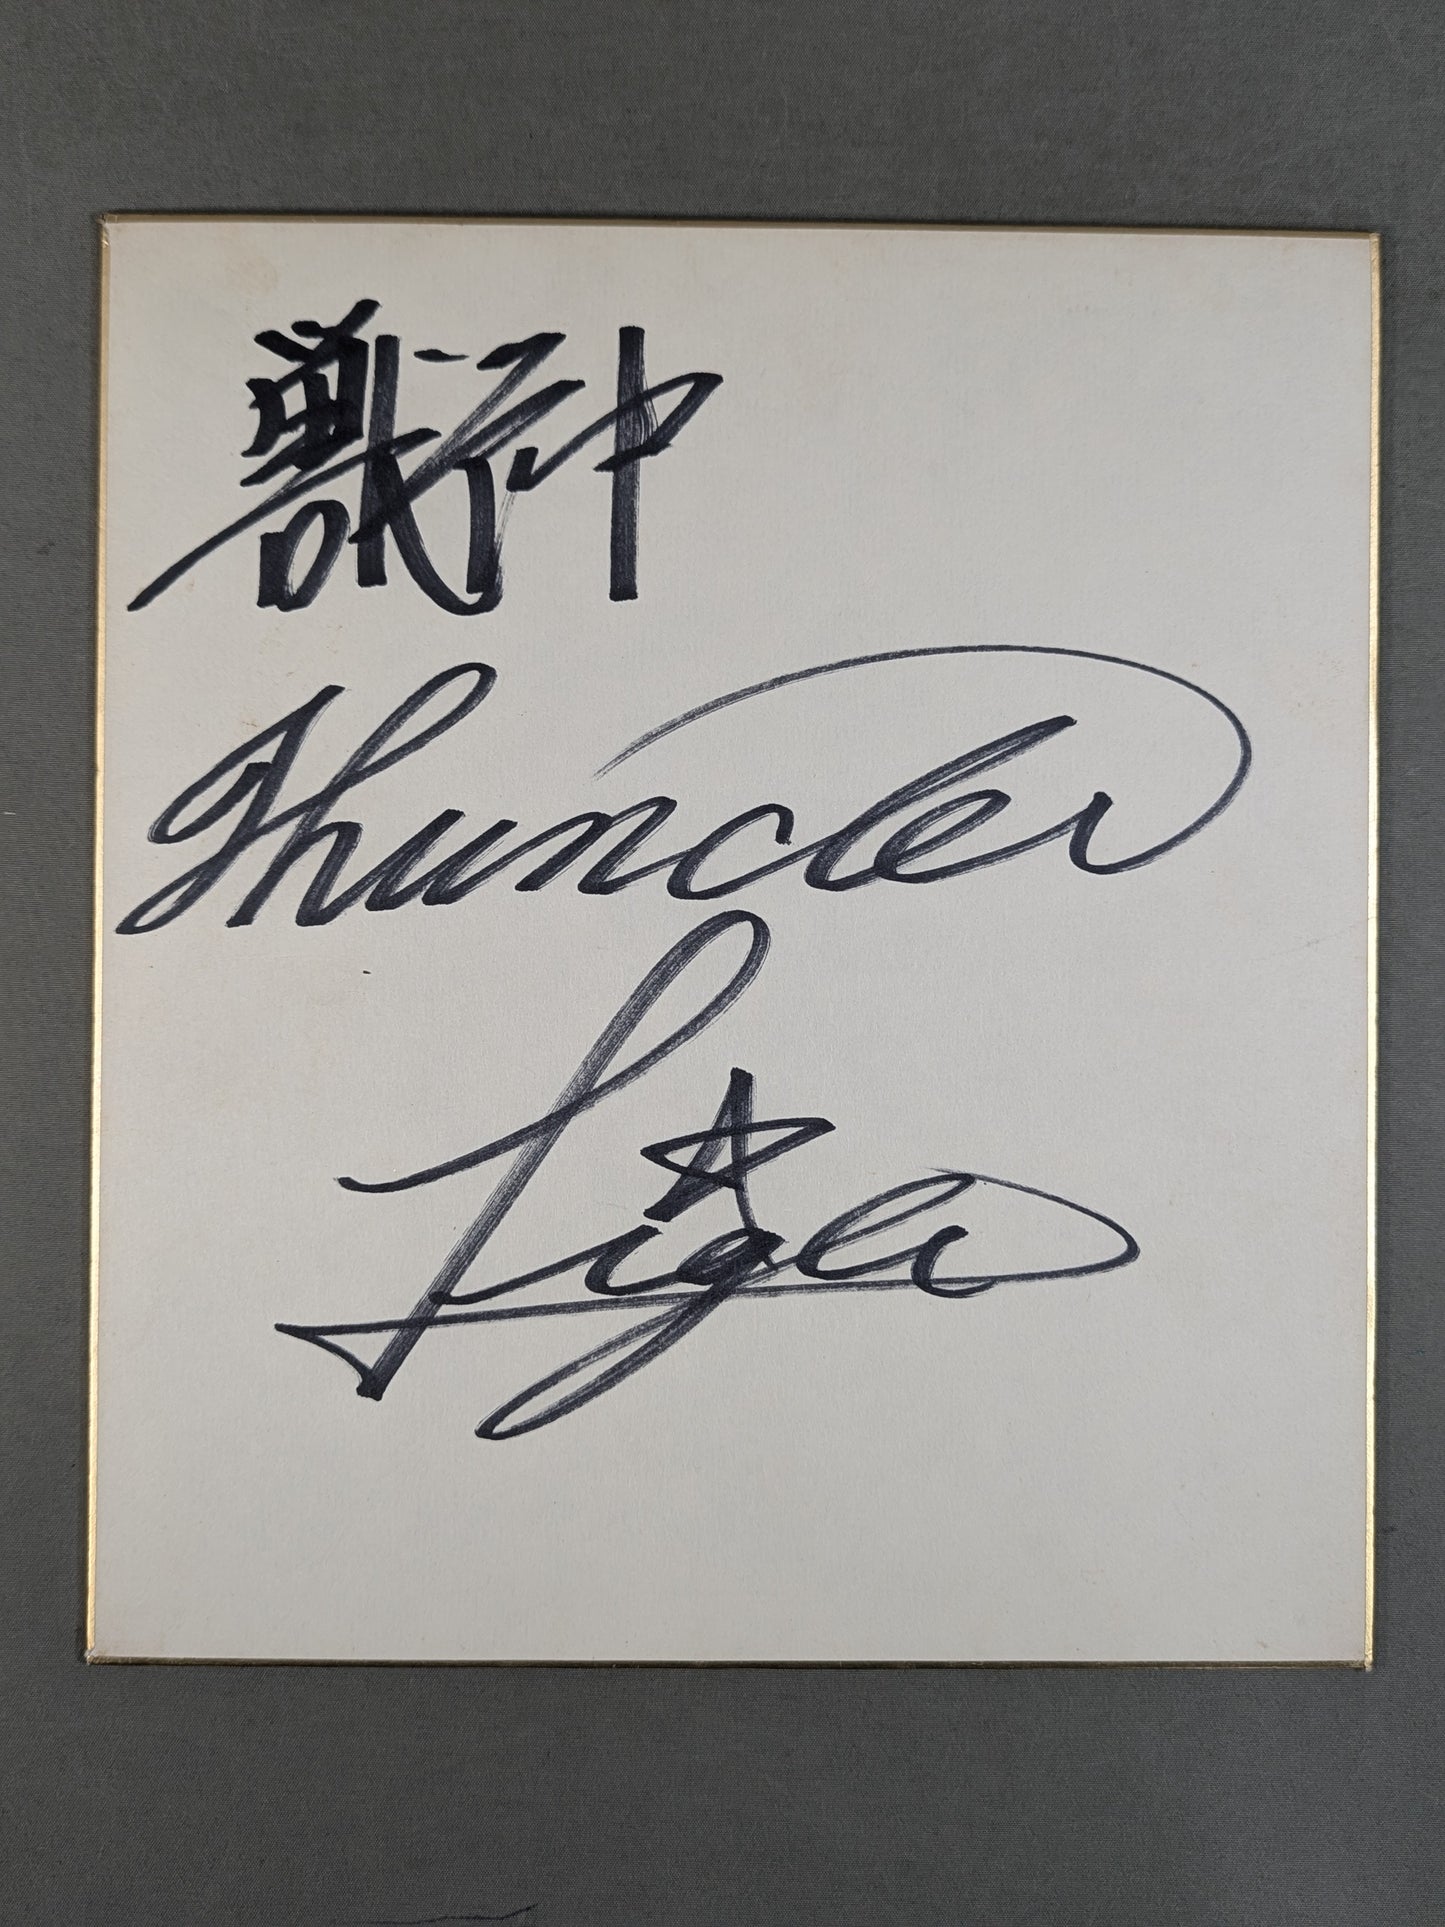 獣神
Thunder
Liger